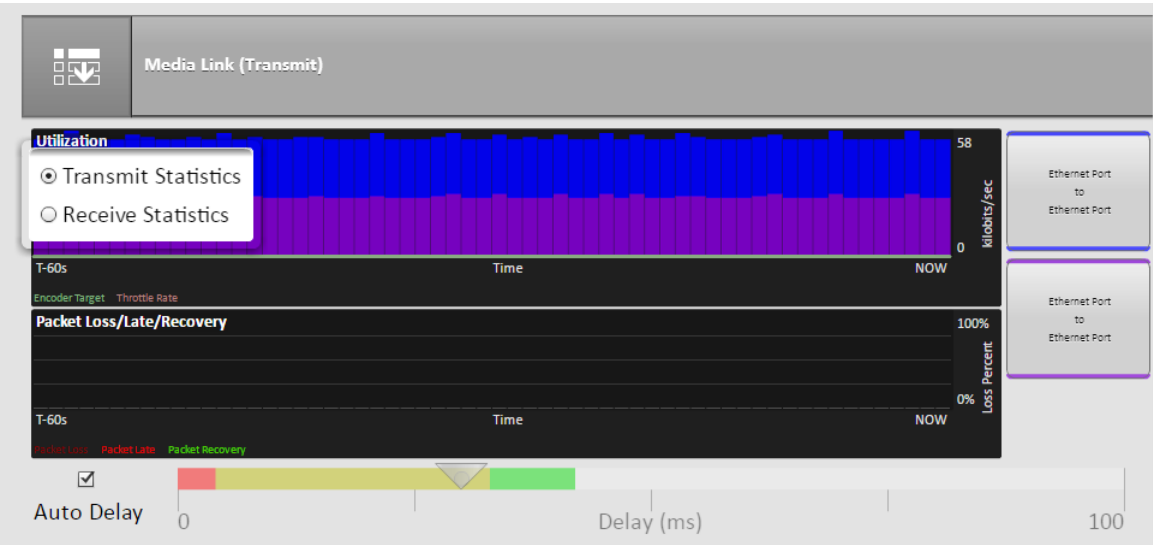 Media Link (Transmit)
Utilization
Transmit Statistics
Receive Statistics
58
0
kilobits/sec
T-60s
Time
NOW
Encoder Target
Throttle Rate
Ethernet Port
to
Ethernet Port
Ethernet Port
to
Ethernet Port
Packet Loss/Late/Recovery
100%
0%
Loss Percent
T-60s
Time
NOW
Packet Loss
Packet Late
Packet Recovery
Auto Delay
0
Delay (ms)
100